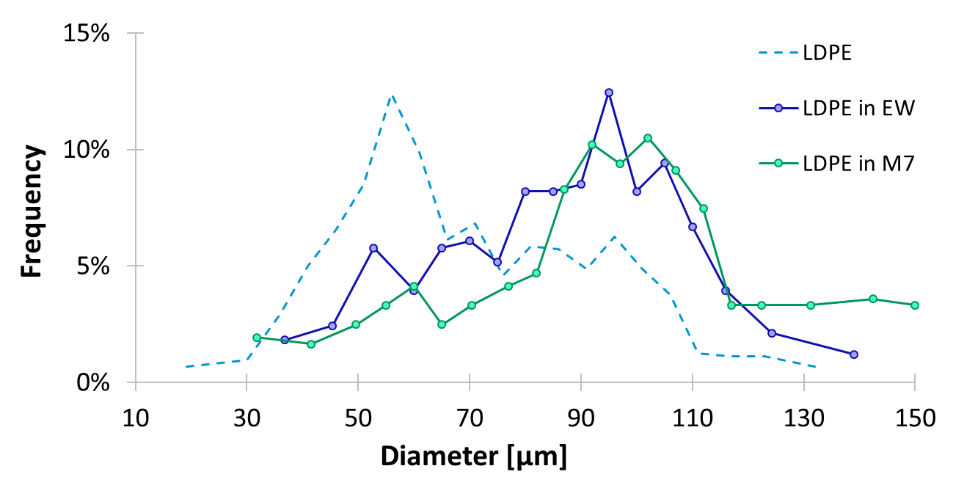 15%
10%
5%
0%
Frequency
10 30 50 70 90 110 130 150
Diameter [µm]
LDPE
LDPE in EW
LDPE in M7